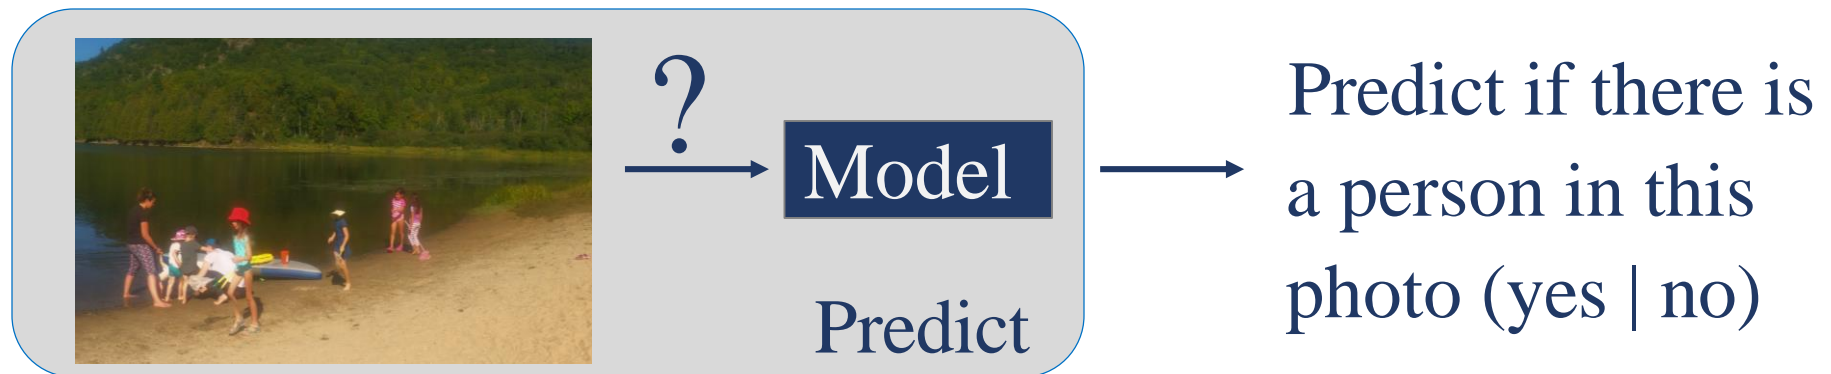 ?
Model
Predict
Predict if there is
a person in this
photo (yes | no)